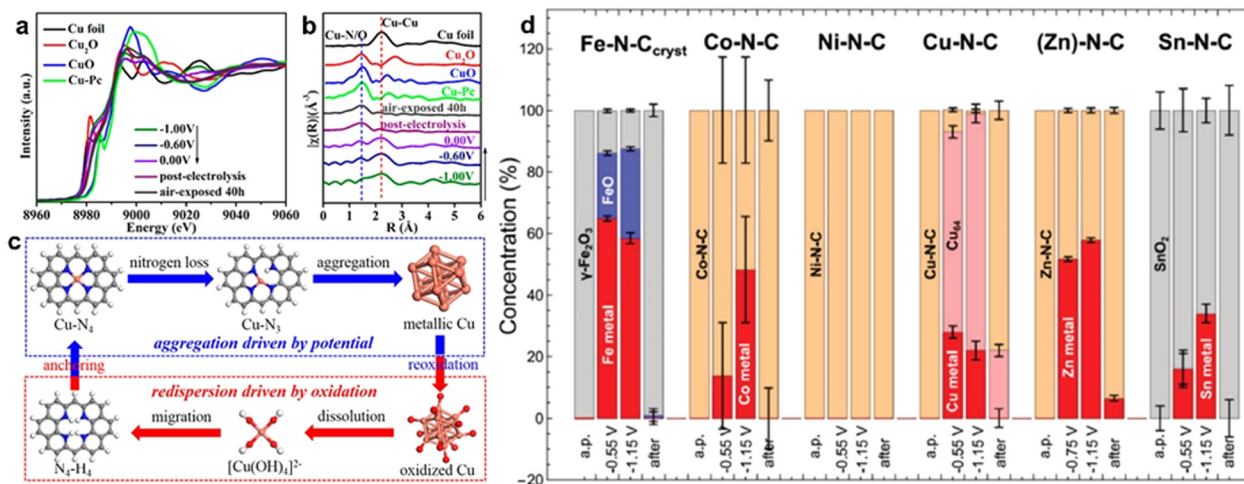 a
Cu foil
Cu₂O
CuO
Cu-Pc
-1.00V
-0.60V
0.00V
post-electrolysis
air-exposed 40h
Intensity (a.u.)
8960 8980 9000 9020 9040 9060
Energy (eV)
b
Cu-Cu
Cu-N/O
Cu foil
Cu₂O
CuO
Cu-Pc
air-exposed 40h
post-electrolysis
0.00V
-0.60V
-1.00V
|χ(R)|(Å⁻³)
0 1 2 3 4 5 6
R (Å)
c
nitrogen loss
aggregation
Cu-N₄
Cu-N₃
metallic Cu
aggregation driven by potential
anchoring
reoxidation
redispersion driven by oxidation
migration
dissolution
N₄-H₄
[Cu(OH)₄]²⁻
oxidized Cu
d
Fe-N-Ccryst
Co-N-C
Ni-N-C
Cu-N-C
(Zn)-N-C
Sn-N-C
Concentration (%)
120
100
80
60
40
20
0
−20
γ-Fe₂O₃
Fe metal
FeO
Co-N-C
Co metal
Ni-N-C
Cu-N-C
Cu metal
Cu₆₄
Zn-N-C
Zn metal
SnO₂
Sn metal
a.p. -0.55 V -1.15 V after
a.p. -0.55 V -1.15 V after
a.p. -0.55 V -1.15 V after
a.p. -0.55 V -1.15 V after
a.p. -0.75 V -1.15 V after
a.p. -0.55 V -1.15 V after